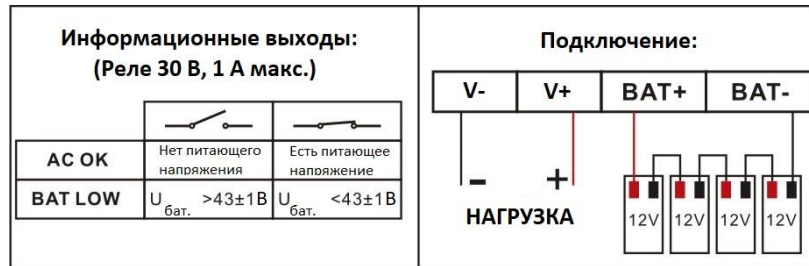 Информационные выходы:
(Реле 30 В, 1 А макс.)
AC OK
Нет питающего
напряжения
Есть питающее
напряжение
BAT LOW
U бат. >43±1В
U бат. <43±1В
Подключение:
V-
V+
BAT+
BAT-
- +
НАГРУЗКА
12V
12V
12V
12V